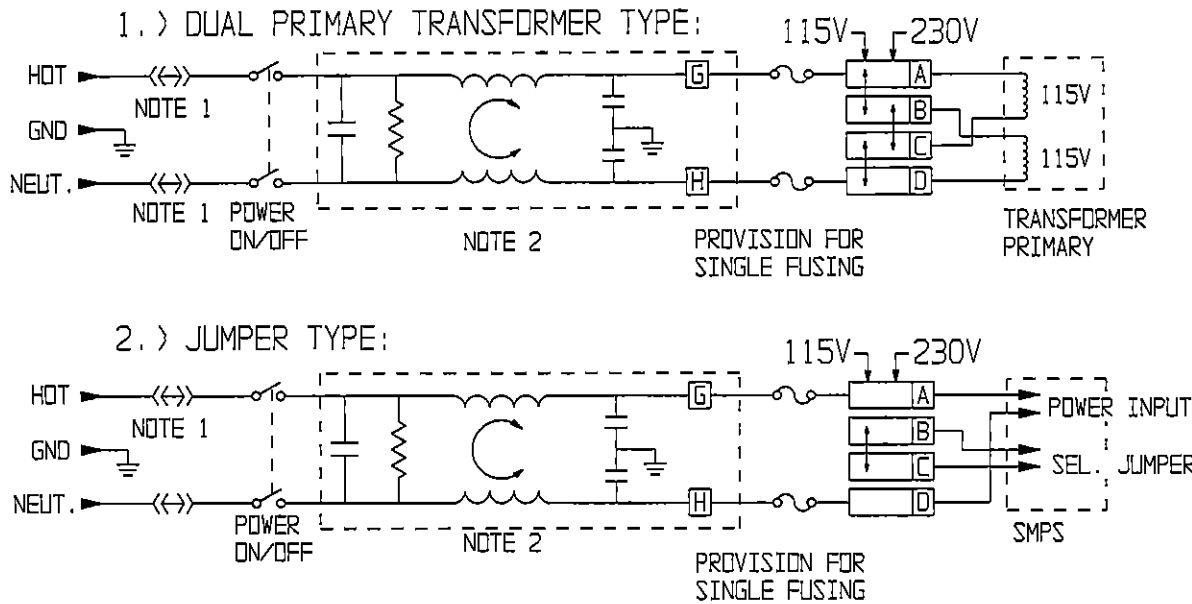 1.) DUAL PRIMARY TRANSFORMER TYPE:
115V 230V
HOT
NOTE 1
GND
NEUT.
NOTE 1
POWER
ON/OFF
NOTE 2
G
H
PROVISION FOR
SINGLE FUSING
A
B
C
D
115V
115V
TRANSFORMER
PRIMARY
2.) JUMPER TYPE:
115V 230V
HOT
NOTE 1
GND
NEUT.
POWER
ON/OFF
NOTE 2
G
H
PROVISION FOR
SINGLE FUSING
A
B
C
D
POWER INPUT
SEL. JUMPER
SMPS